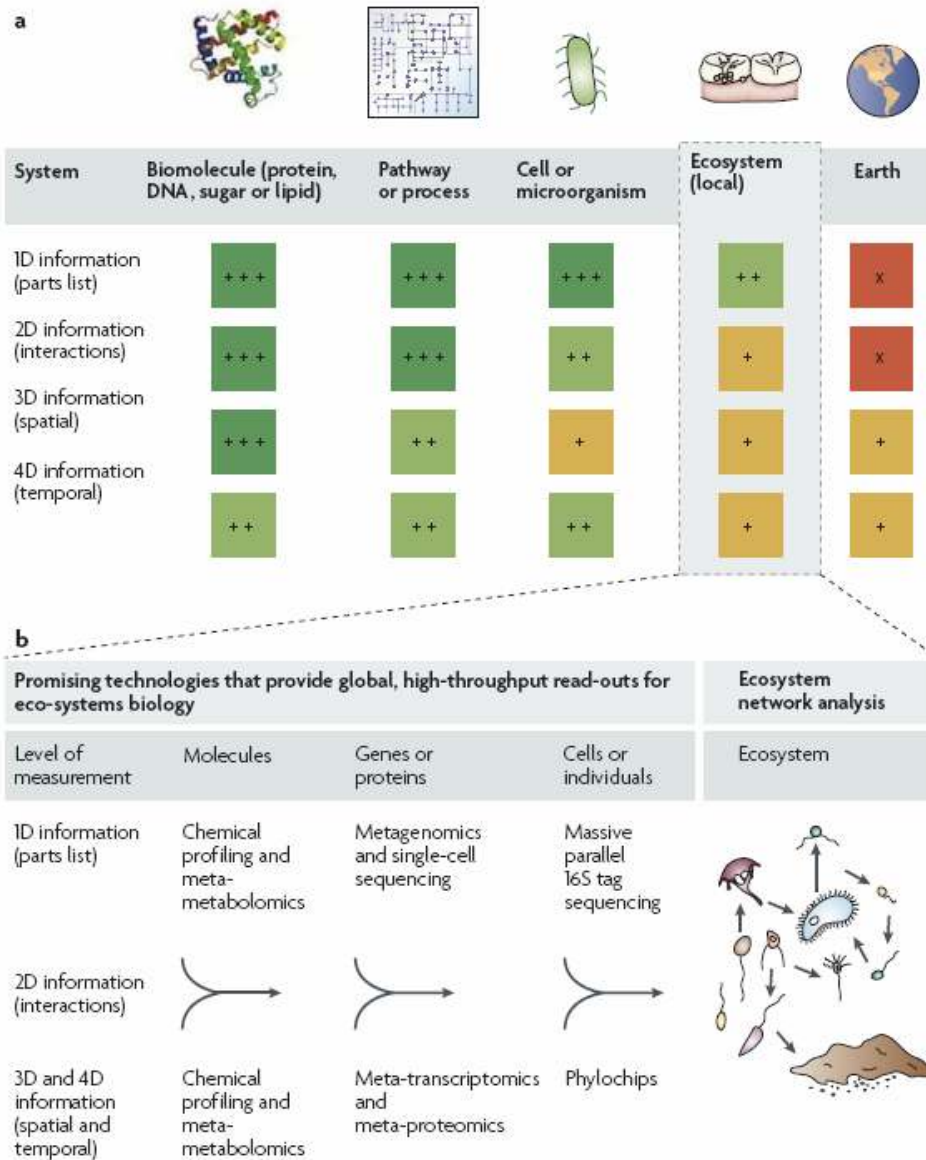 a
System
Biomolecule (protein,
DNA, sugar or lipid)
Pathway
or process
Cell or
microorganism
Ecosystem
(local)
Earth
1D information
(parts list)
+ + +
+ + +
+ + +
+ +
x
2D information
(interactions)
+ + +
+ + +
+ +
+
x
3D information
(spatial)
+ + +
+ +
+
+
+
4D information
(temporal)
+ +
+ +
+ +
+
+
b
Promising technologies that provide global, high-throughput read-outs for
eco-systems biology
Ecosystem
network analysis
Level of
measurement
Molecules
Genes or
proteins
Cells or
individuals
Ecosystem
1D information
(parts list)
Chemical
profiling and
meta-
metabolomics
Metagenomics
and single-cell
sequencing
Massive
parallel
16S tag
sequencing
2D information
(interactions)
3D and 4D
information
(spatial and
temporal)
Chemical
profiling and
meta-
metabolomics
Meta-transcriptomics
and
meta-proteomics
Phylochips